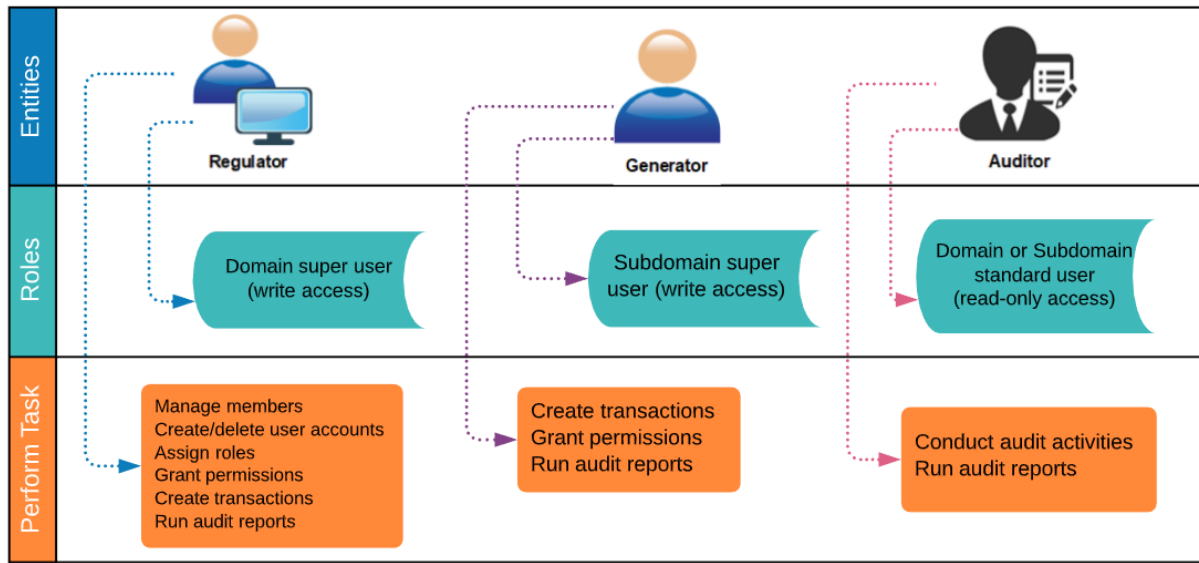 Entities
Regulator
Generator
Auditor
Roles
Domain super user
(write access)
Subdomain super
user (write access)
Domain or Subdomain
standard user
(read-only access)
Perform Task
Manage members
Create/delete user accounts
Assign roles
Grant permissions
Create transactions
Run audit reports
Create transactions
Grant permissions
Run audit reports
Conduct audit activities
Run audit reports